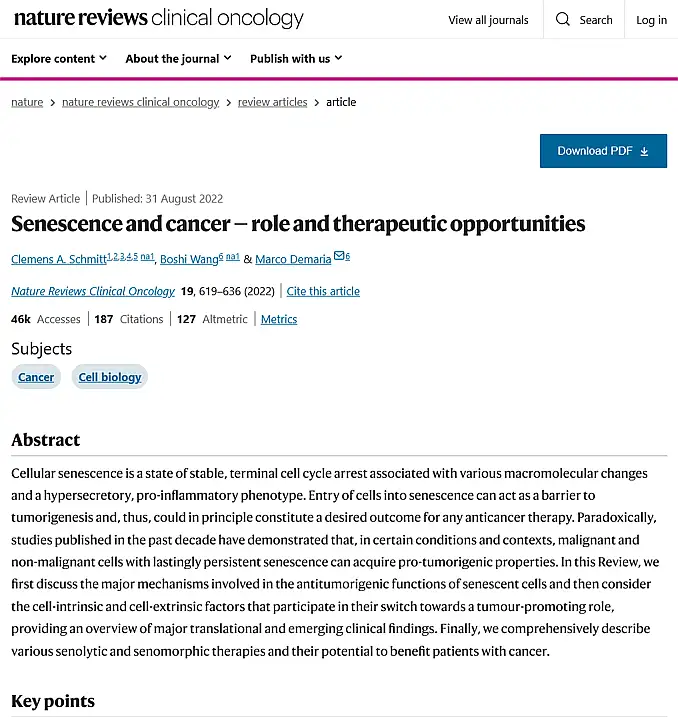 nature reviews clinical oncology
View all journals
Search
Log in
Explore content
About the journal
Publish with us
nature > nature reviews clinical oncology > review articles > article
Download PDF
Review Article | Published: 31 August 2022
Senescence and cancer — role and therapeutic opportunities
Clemens A. Schmitt1,2,3,4,5 na1, Boshi Wang6 na1 & Marco Demaria 6
Nature Reviews Clinical Oncology 19, 619–636 (2022) | Cite this article
46k Accesses | 187 Citations | 127 Altmetric | Metrics
Subjects
Cancer
Cell biology
Abstract
Cellular senescence is a state of stable, terminal cell cycle arrest associated with various macromolecular changes
and a hypersecretory, pro-inflammatory phenotype. Entry of cells into senescence can act as a barrier to
tumorigenesis and, thus, could in principle constitute a desired outcome for any anticancer therapy. Paradoxically,
studies published in the past decade have demonstrated that, in certain conditions and contexts, malignant and
non-malignant cells with lastingly persistent senescence can acquire pro-tumorigenic properties. In this Review, we
first discuss the major mechanisms involved in the antitumorigenic functions of senescent cells and then consider
the cell-intrinsic and cell-extrinsic factors that participate in their switch towards a tumour-promoting role,
providing an overview of major translational and emerging clinical findings. Finally, we comprehensively describe
various senolytic and senomorphic therapies and their potential to benefit patients with cancer.
Key points